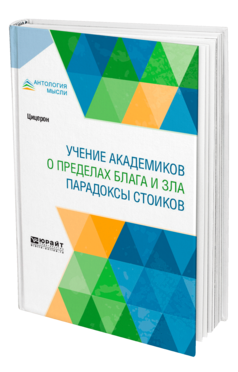 АНТОЛОГИЯ
МЫСЛИ
Цицерон
УЧЕНИЕ АКАДЕМИКОВ
О ПРЕДЕЛАХ БЛАГА И ЗЛА
ПАРАДОКСЫ СТОИКОВ
юрайт